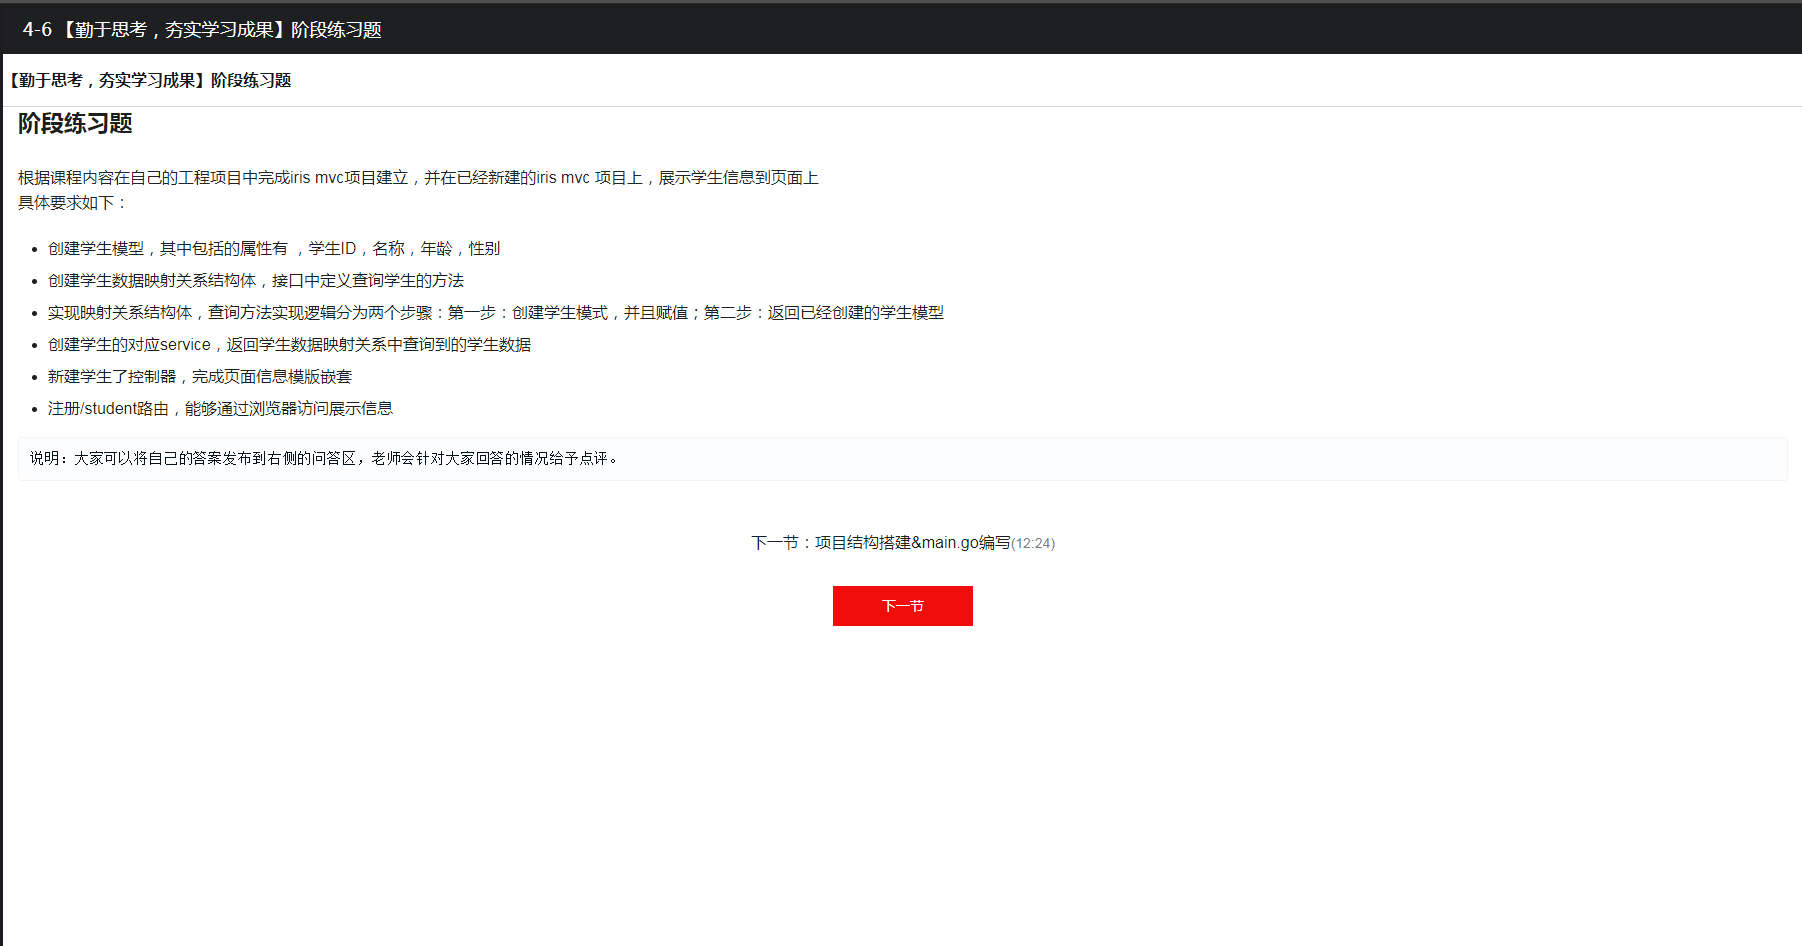 4-6 【勤于思考，夯实学习成果】阶段练习题
【勤于思考，夯实学习成果】阶段练习题
阶段练习题
根据课程内容在自己的工程项目中完成iris mvc项目建立，并在已经新建的iris mvc 项目上，展示学生信息到页面上
具体要求如下：
创建学生模型，其中包括的属性有 ，学生ID，名称，年龄，性别
创建学生数据映射关系结构体，接口中定义查询学生的方法
实现映射关系结构体，查询方法实现逻辑分为两个步骤：第一步：创建学生模式，并且赋值；第二步：返回已经创建的学生模型
创建学生的对应service，返回学生数据映射关系中查询到的学生数据
新建学生了控制器，完成页面信息模版嵌套
注册/student路由，能够通过浏览器访问展示信息
说明：大家可以将自己的答案发布到右侧的问答区，老师会针对大家回答的情况给予点评。
下一节：项目结构搭建&main.go编写(12:24)
下一节